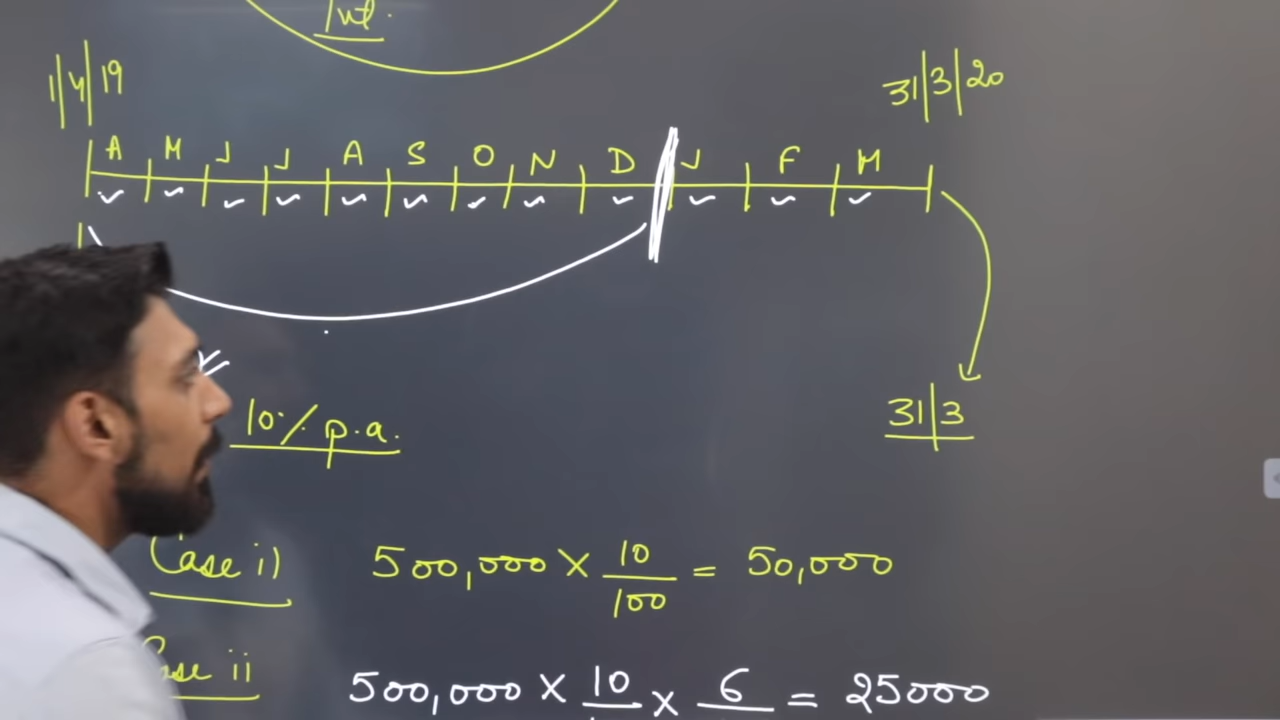 Int.
1|4|19 31|3|20
A M J J A S O N D J F M
31|3
10% p.a.
Case i) 500,000 × 10/100 = 50,000
Case ii 500,000 × 10 × 6 = 25000